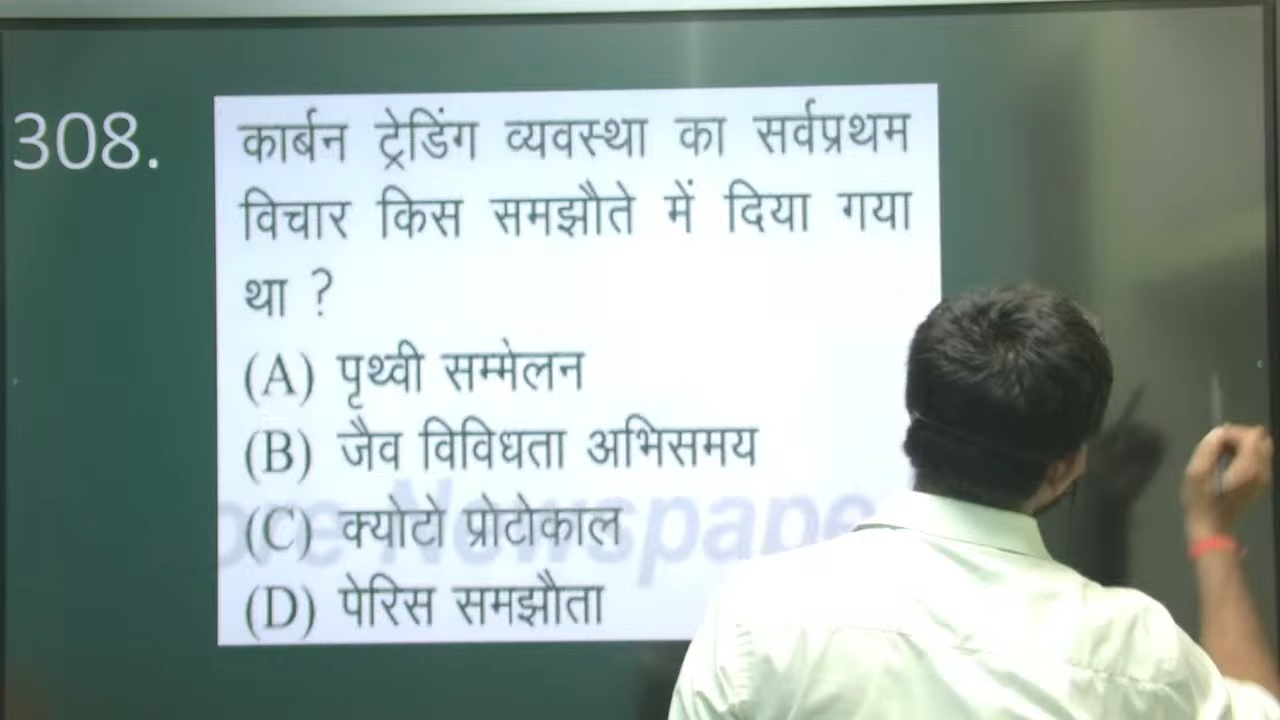 308.
कार्बन ट्रेडिंग व्यवस्था का सर्वप्रथम
विचार किस समझौते में दिया गया
था ?
(A) पृथ्वी सम्मेलन
(B) जैव विविधता अभिसमय
(C) क्योटो प्रोटोकाल
(D) पेरिस समझौता